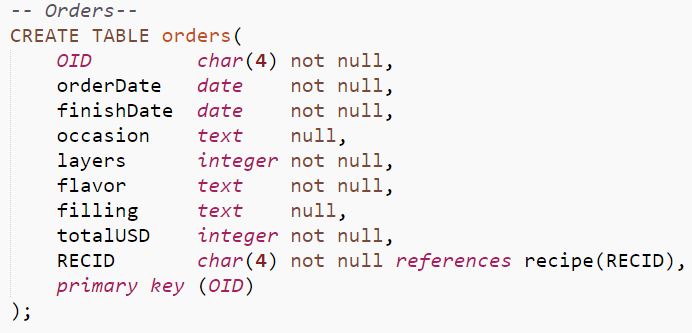 -- Orders--
CREATE TABLE orders(
OID char(4) not null,
orderDate date not null,
finishDate date not null,
occasion text null,
layers integer not null,
flavor text not null,
filling text null,
totalUSD integer not null,
RECID char(4) not null references recipe(RECID),
primary key (OID)
);